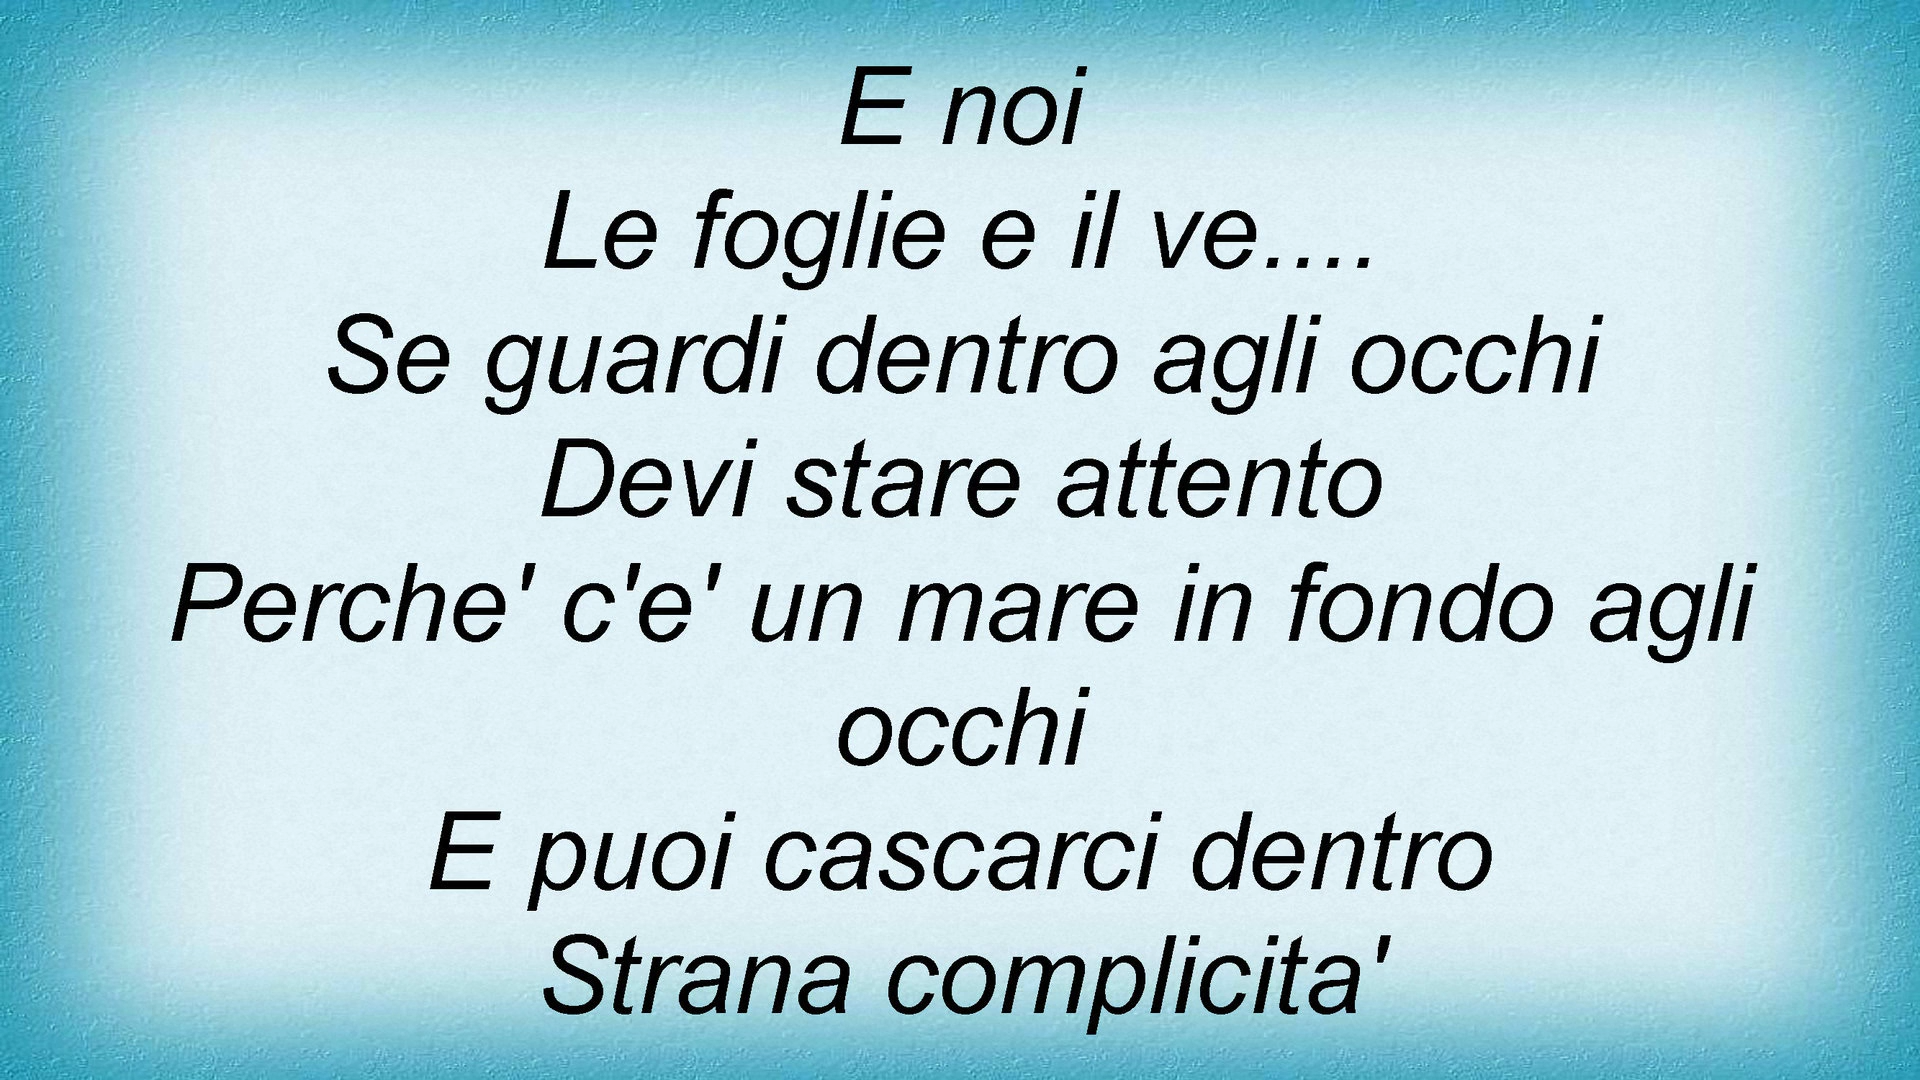 E noi
Le foglie e il ve....
Se guardi dentro agli occhi
Devi stare attento
Perche' c'e' un mare in fondo agli
occhi
E puoi cascarci dentro
Strana complicita'